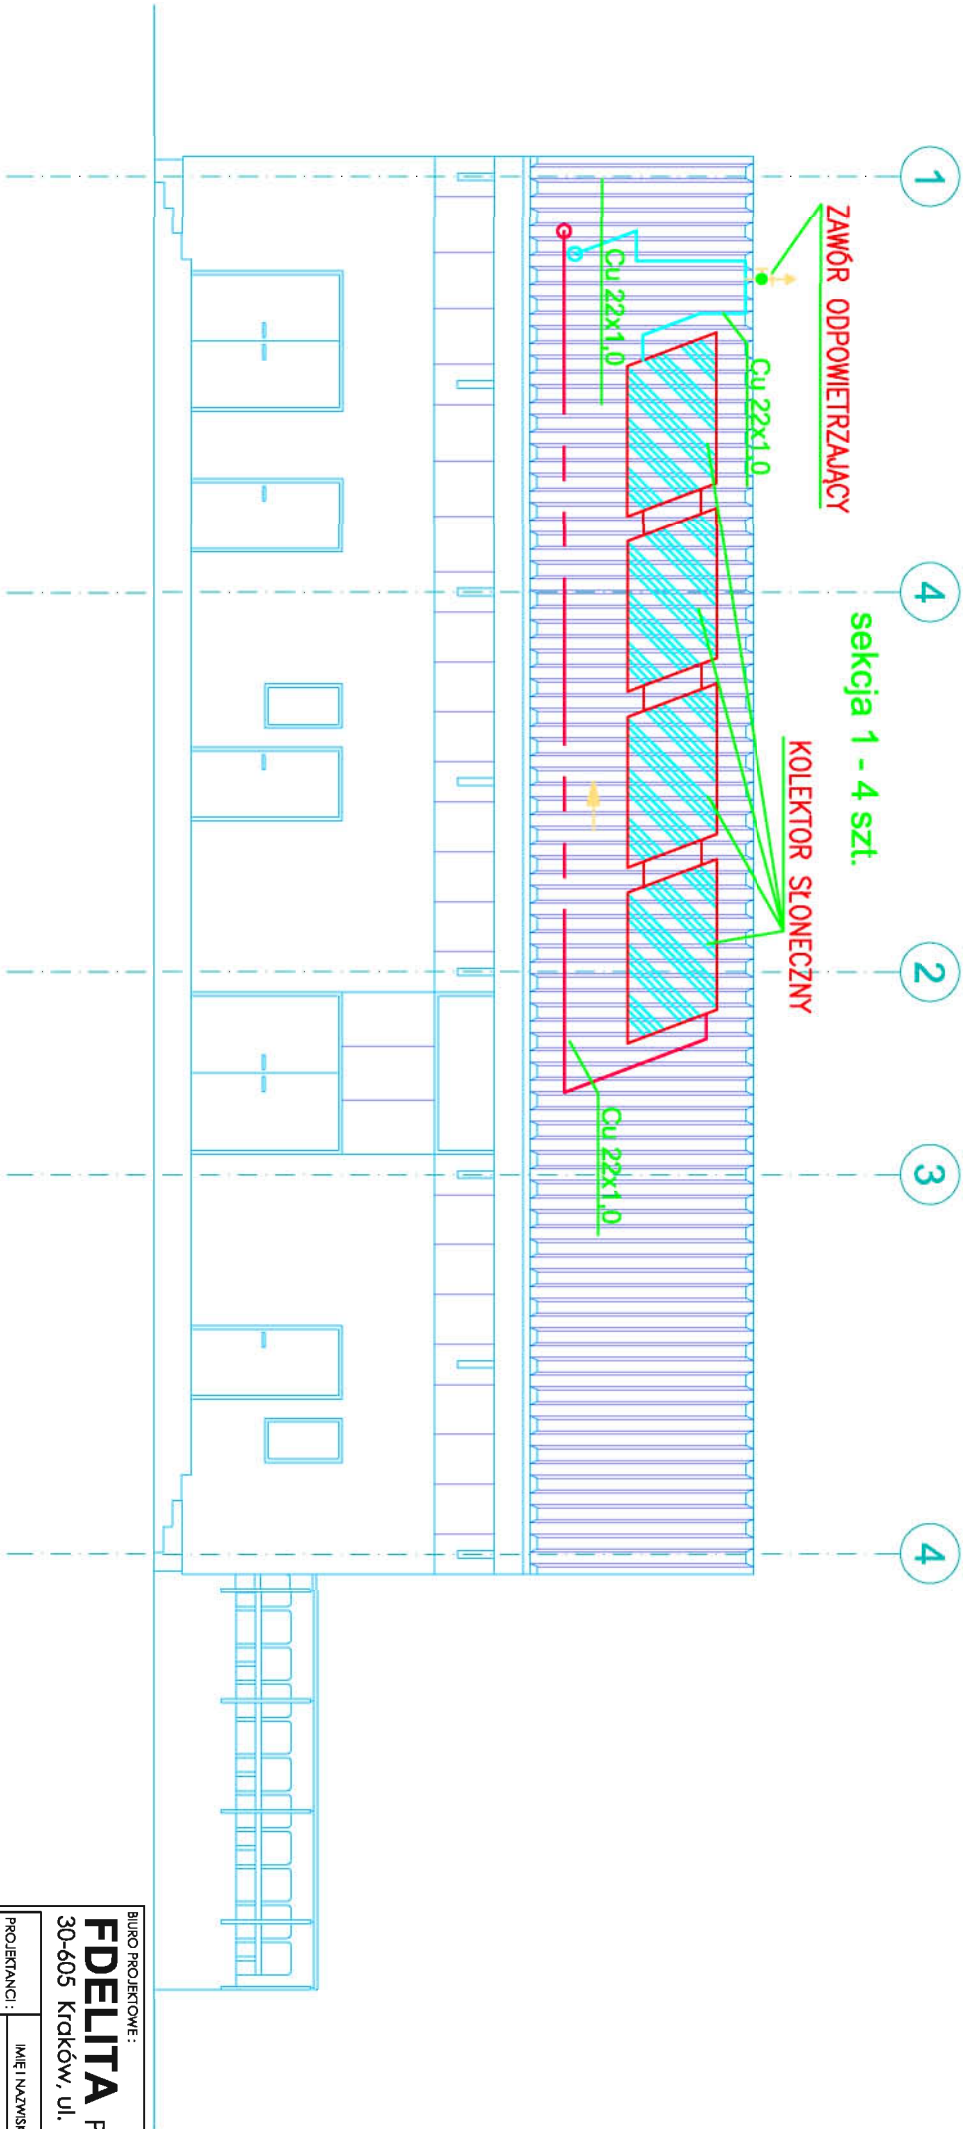 1
4
2
3
4
ZAWÓR ODPOWIETRZAJĄCY
sekcja 1 - 4 szt.
KOLEKTOR SŁONECZNY
Cu 22x1,0
Cu 22x1,0
Cu 22x1,0
BIURO PROJEKTOWE :
FDELITA
30-605 Kraków, ul.
PROJEKTANCI :
IMIĘ I